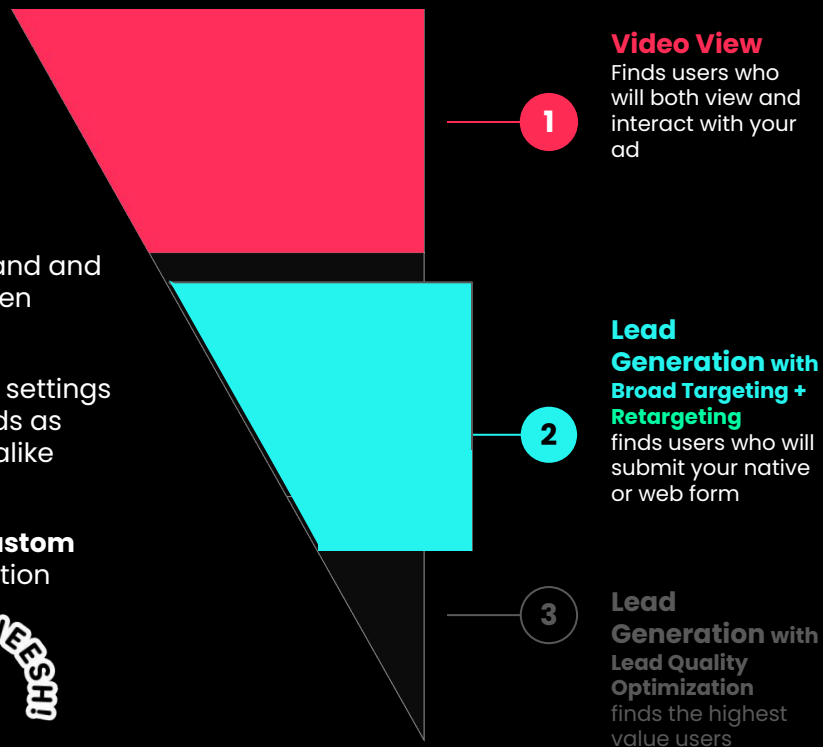 and and
en
settings
ds as
alike
ustom
tion
EESH!
1
Video View
Finds users who
will both view and
interact with your
ad
2
Lead
Generation with
Broad Targeting +
Retargeting
finds users who will
submit your native
or web form
3
Lead
Generation with
Lead Quality
Optimization
finds the highest
value users